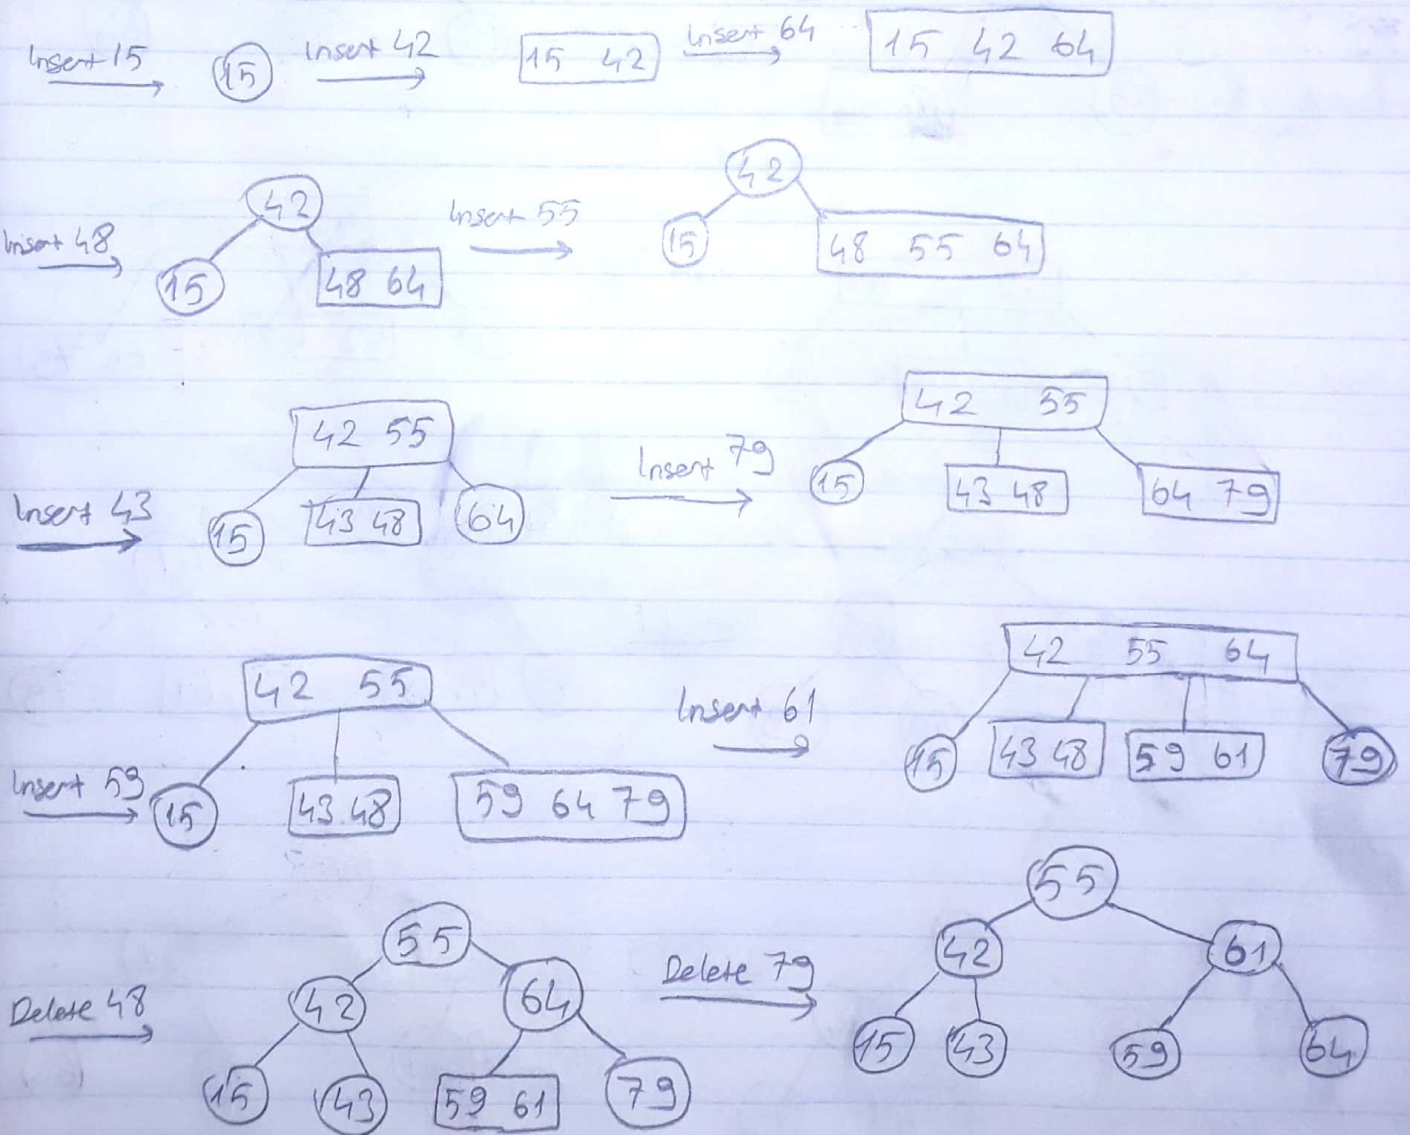 Insert 15 15 Insert 42 15 42 Insert 64 15 42 64
42
42
Insert 48 Insert 55
15 48 64 15 48 55 64
42 55 42 55
Insert 43 Insert 79
15 43 48 64 15 43 48 64 79
42 55 42 55 64
Insert 59 Insert 61
15 43 48 59 64 79 15 43 48 59 61 79
55 55
Delete 48 42 64 Delete 79 42 61
15 43 59 61 79 15 43 59 64